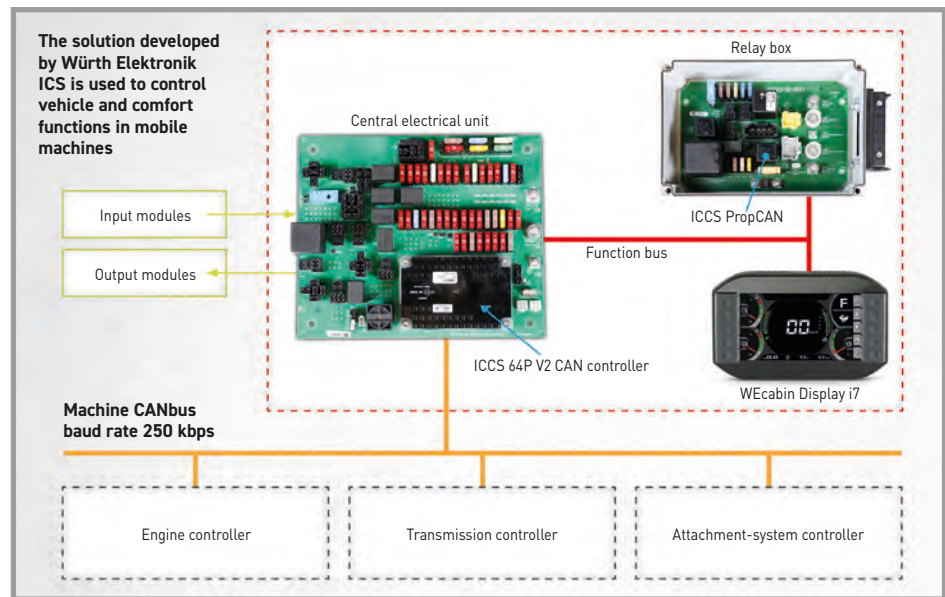 The solution developed
by Würth Elektronik
ICS is used to control
vehicle and comfort
functions in mobile
machines
Relay box
Central electrical unit
ICCS PropCAN
Input modules
Function bus
Output modules
ICCS 64P V2 CAN controller
WEcabin Display i7
Machine CANbus
baud rate 250 kbps
Engine controller
Transmission controller
Attachment-system controller
F
00